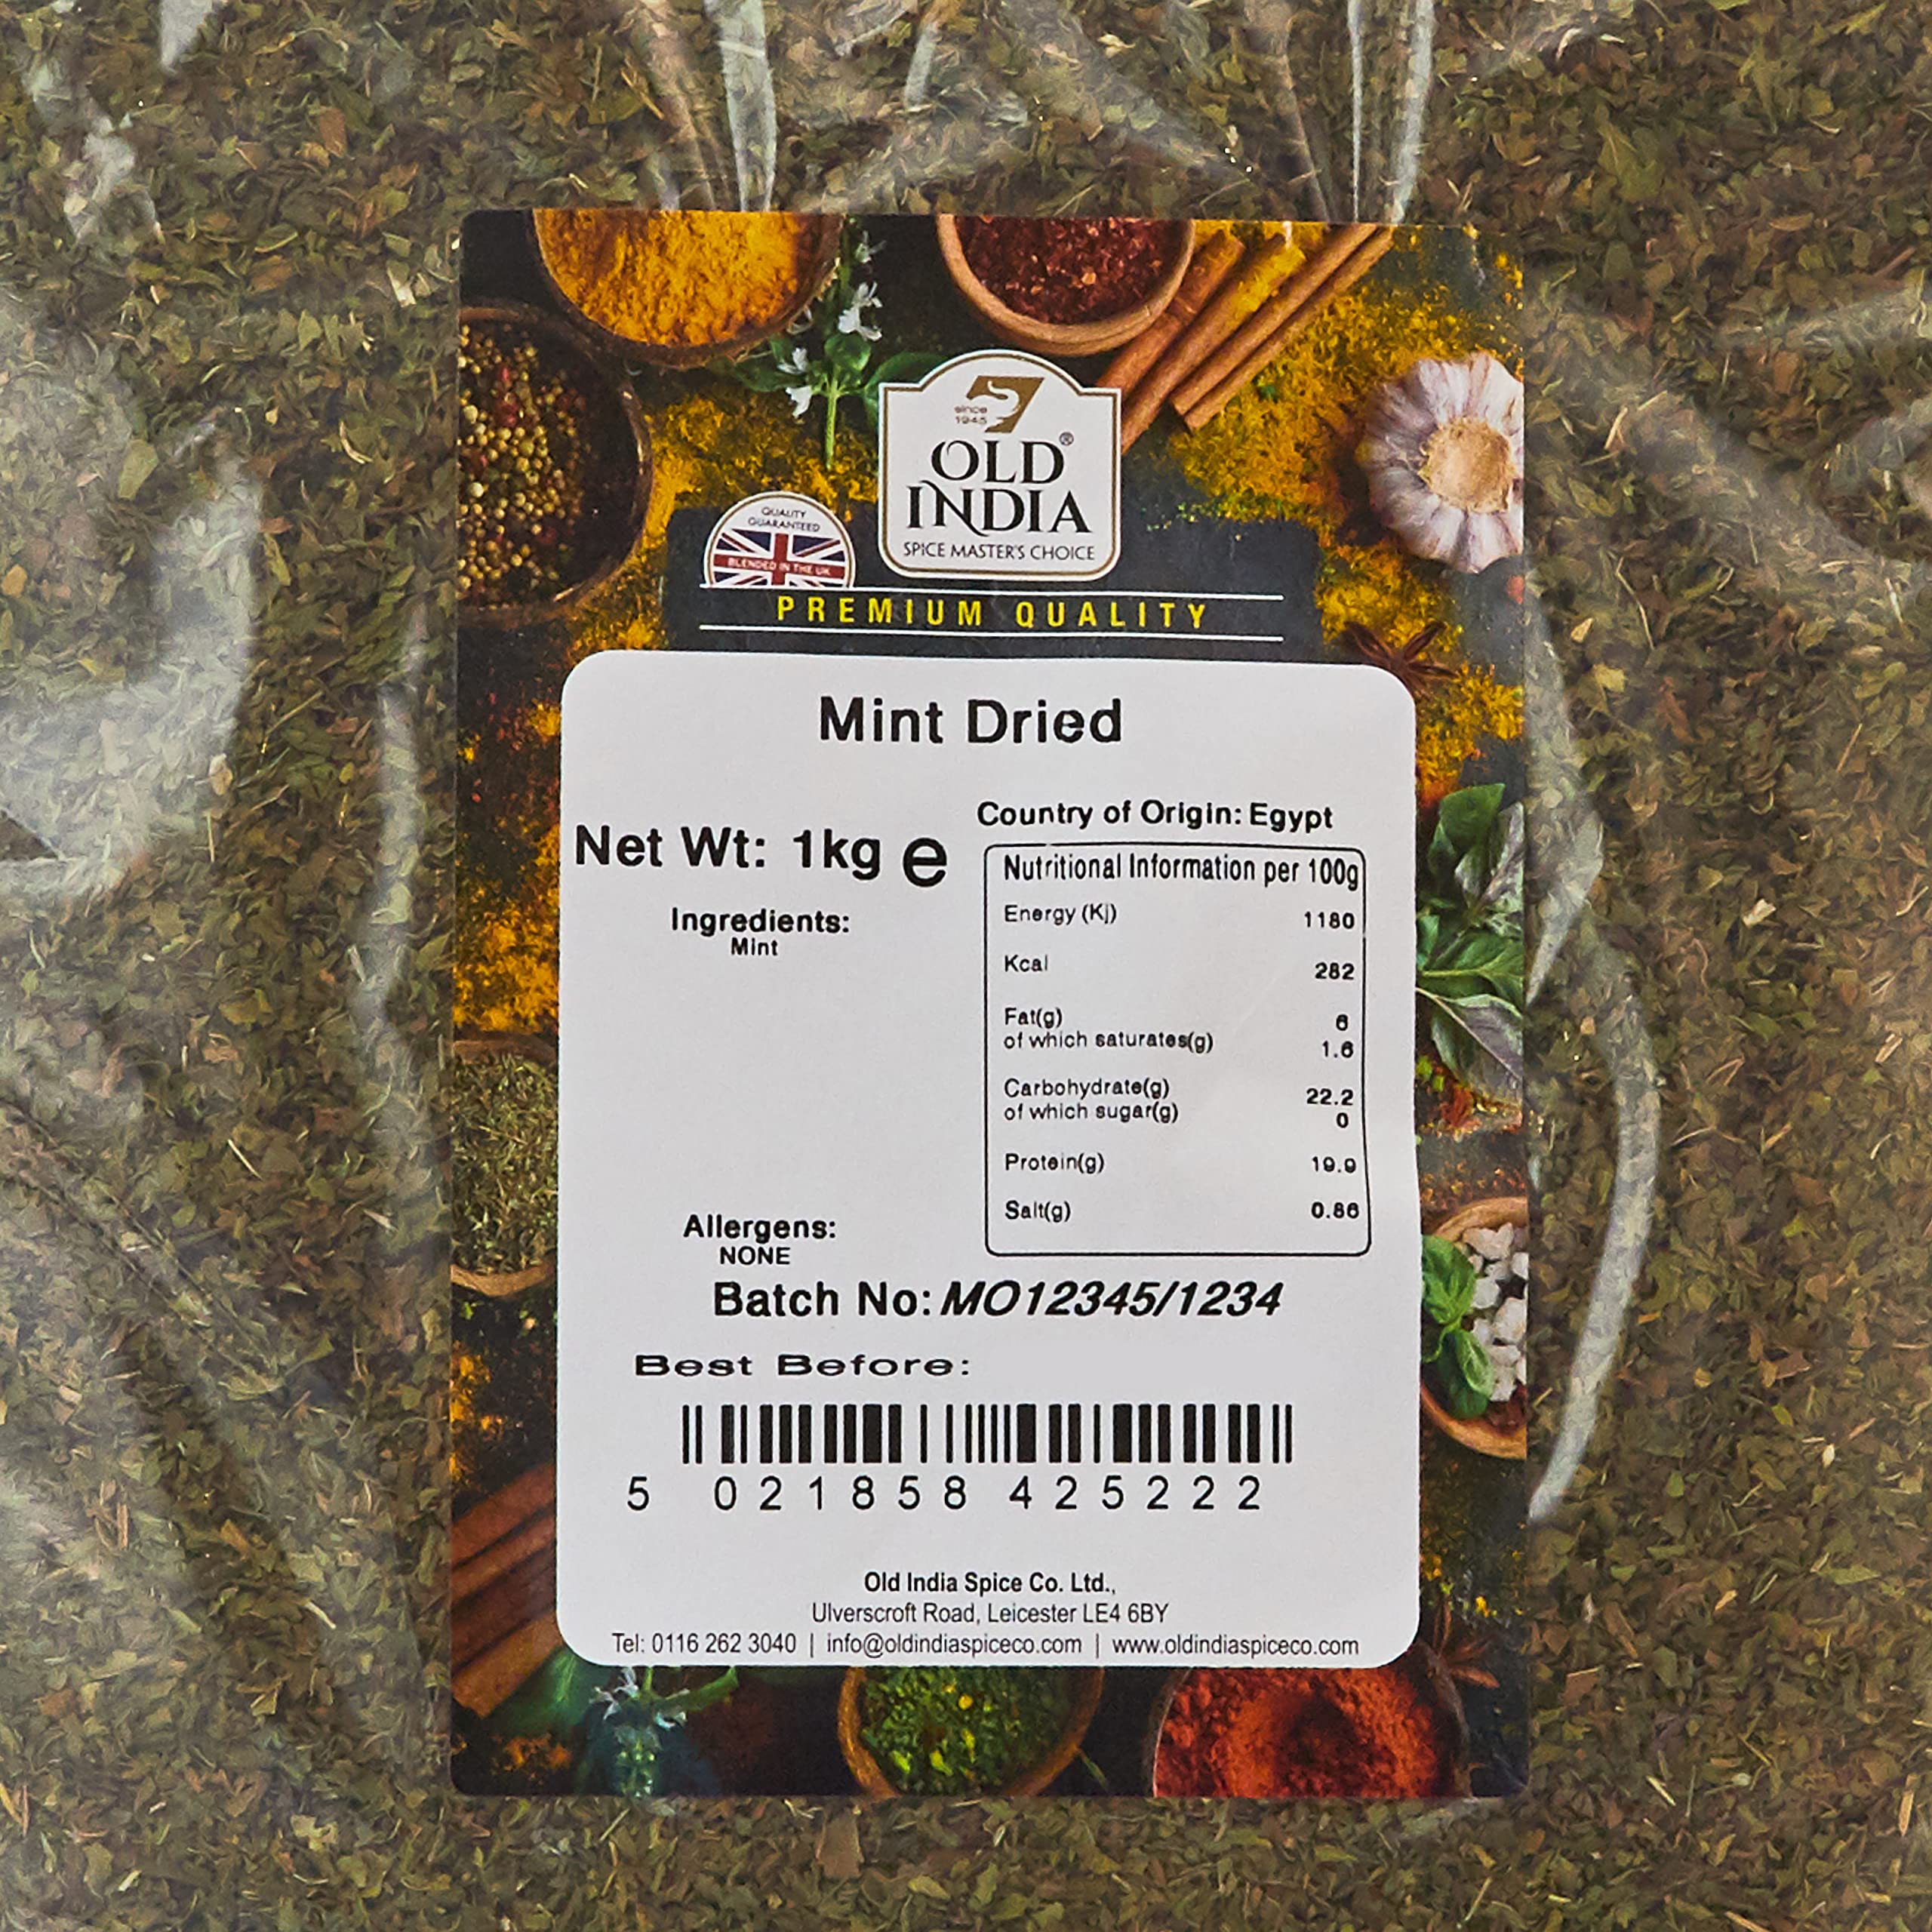 since
1945
OLD®
INDIA
SPICE MASTER'S CHOICE
QUALITY
GUARANTEED
BLENDED IN THE UK
PREMIUM QUALITY
Mint Dried
Net Wt: 1kg e
Ingredients:
Mint
Country of Origin: Egypt
Nutritional Information per 100g
Energy (Kj) 1180
Kcal 282
Fat(g) 6
of which saturates(g) 1.6
Carbohydrate(g) 22.2
of which sugar(g) 0
Protein(g) 19.9
Salt(g) 0.86
Allergens:
NONE
Batch No: MO12345/1234
Best Before:
5 021858 425222
Old India Spice Co. Ltd.,
Ulverscroft Road, Leicester LE4 6BY
Tel: 0116 262 3040 | info@oldindiaspiceco.com | www.oldindiaspiceco.com